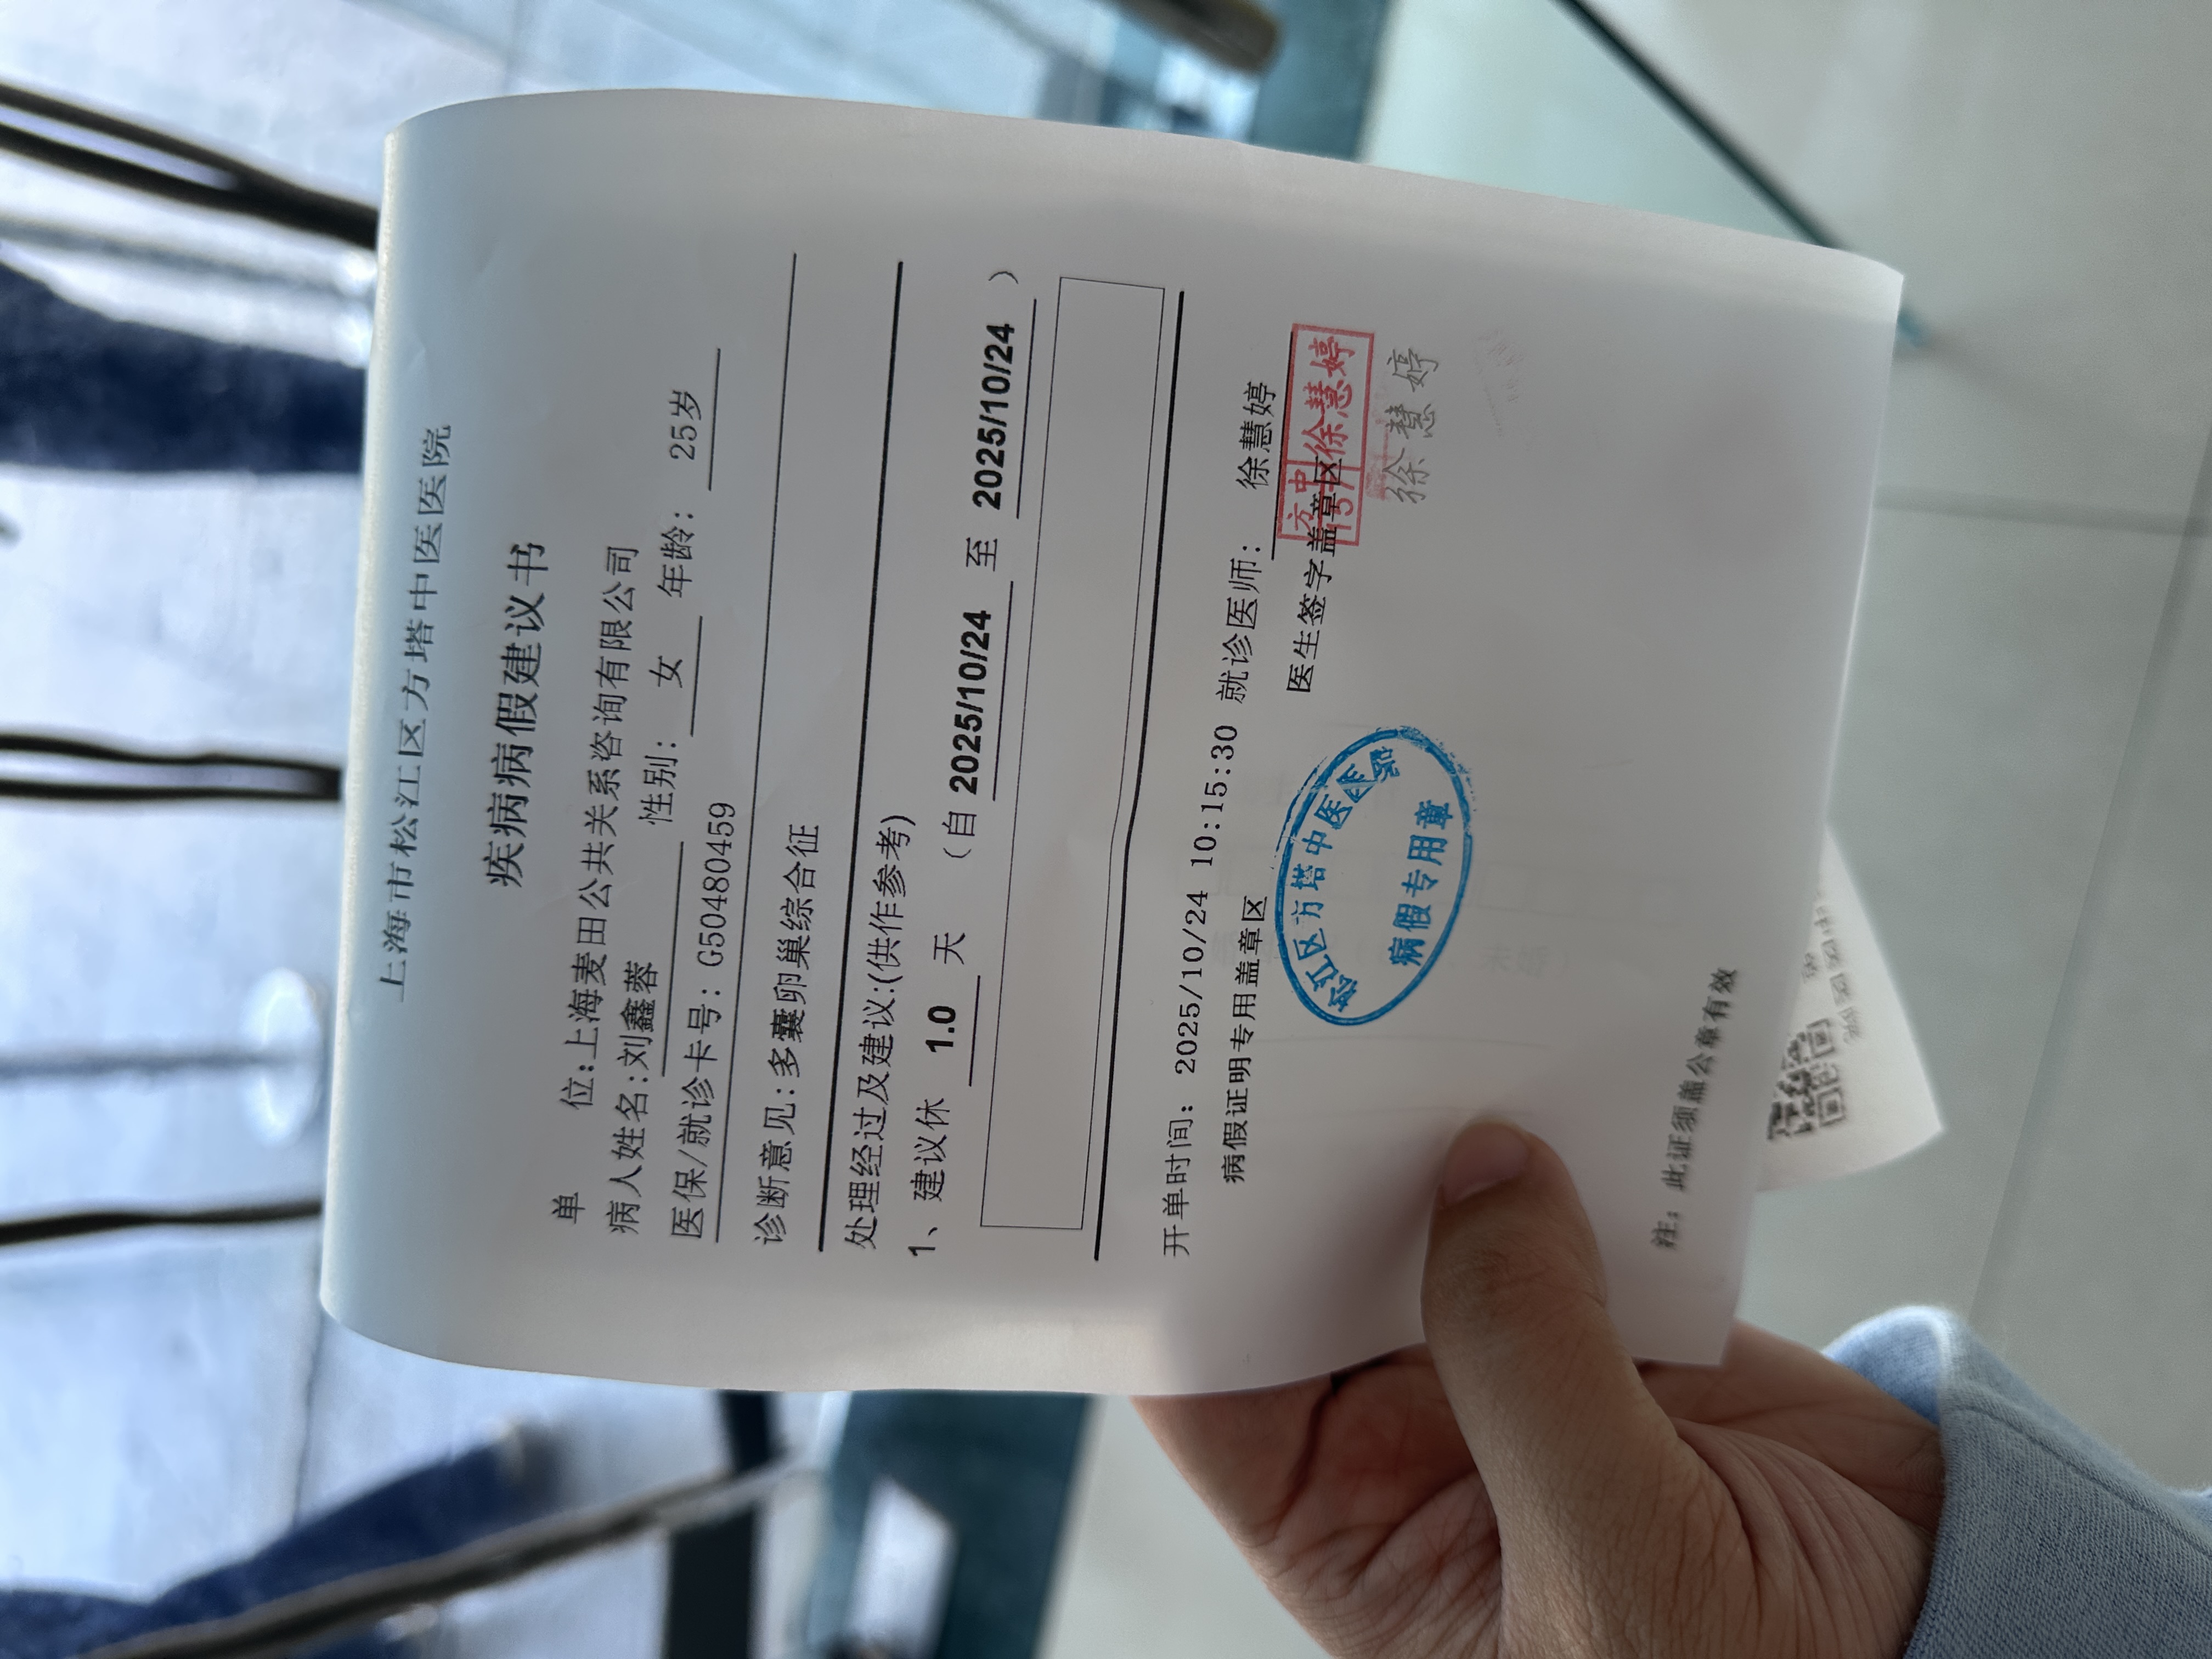 上海市松江区方塔中医医院
疾病病假建议书
单 位:上海麦田公共关系咨询有限公司
病人姓名:刘鑫蓉 性别: 女 年龄: 25岁
医保/就诊卡号: G50480459
诊断意见:多囊卵巢综合征
处理经过及建议:(供作参考)
1、建议休 1.0 天 (自 2025/10/24 至 2025/10/24 )
开单时间: 2025/10/24 10:15:30 就诊医师: 徐慧婷
病假证明专用盖章区 医生签字盖章区
方中
157
徐慧婷
徐慧婷
松江区方塔中医医院
病假专用章
注: 此证须盖公章有效